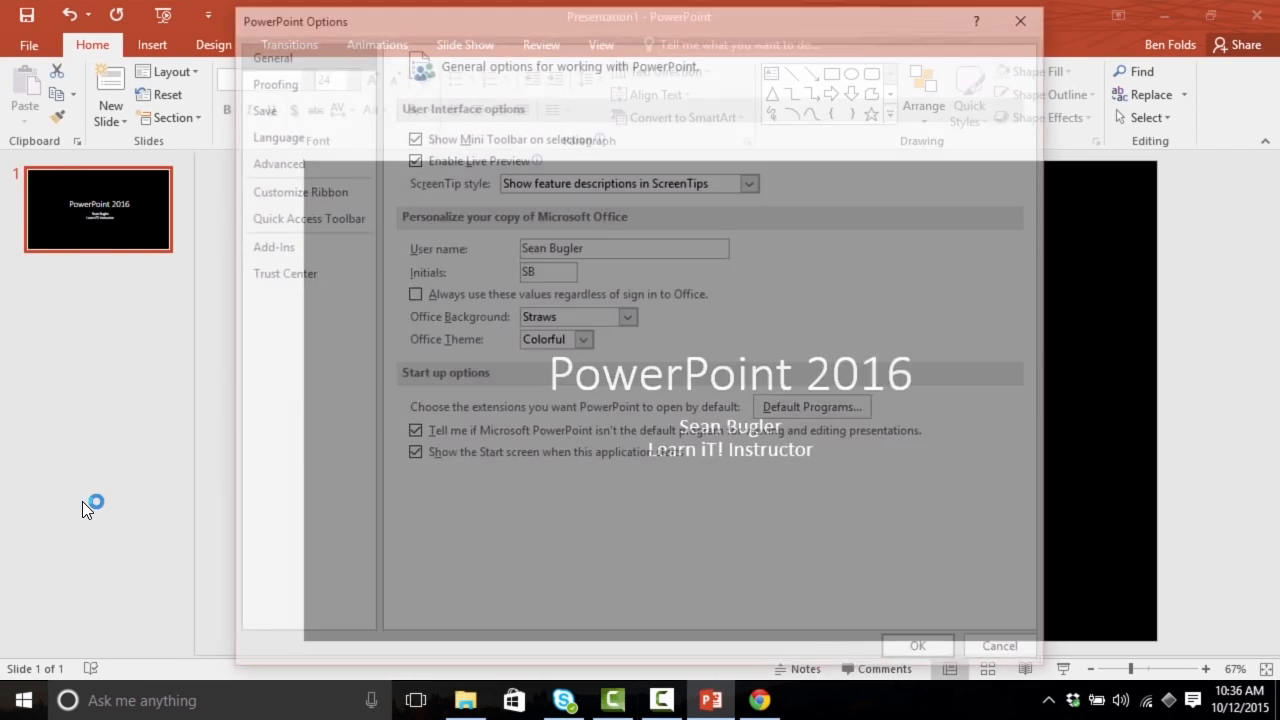 PowerPoint Options
Presentation1 - PowerPoint
?
File
Home
Insert
Design
Transitions
Animations
Slide Show
Review
View
Tell me what you want to do...
Ben Folds
Share
Paste
New
Slide
Layout
Reset
Section
24
B
I
U
S
abc
AV
Aa
Align Text
Convert to SmartArt
Arrange
Quick
Styles
Shape Fill
Shape Outline
Shape Effects
Find
Replace
Select
Clipboard
Slides
Font
Paragraph
Drawing
Editing
General
Proofing
Save
Language
Advanced
Customize Ribbon
Quick Access Toolbar
Add-Ins
Trust Center
General options for working with PowerPoint.
User Interface options
Show Mini Toolbar on selection
Enable Live Preview
ScreenTip style:
Show feature descriptions in ScreenTips
Personalize your copy of Microsoft Office
User name:
Sean Bugler
Initials:
SB
Always use these values regardless of sign in to Office.
Office Background:
Straws
Office Theme:
Colorful
Start up options
Choose the extensions you want PowerPoint to open by default:
Default Programs...
Tell me if Microsoft PowerPoint isn't the default program and editing presentations.
Show the Start screen when this application
OK
Cancel
1
PowerPoint 2016
Sean Bugler
Learn iT! Instructor
PowerPoint 2016
Sean Bugler
Learn iT! Instructor
Slide 1 of 1
Notes
Comments
67%
Ask me anything
10:36 AM
10/12/2015